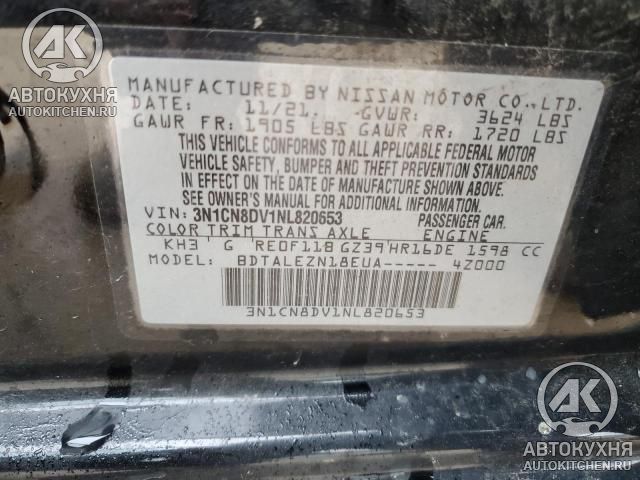 АК
АВТОКУХНЯ
AUTOKITCHEN.RU
MANUFACTURED BY NISSAN MOTOR CO., LTD.
DATE: 11/21. GVWR: 3624 LBS
GAWR FR: 1905 LBS GAWR RR: 1720 LBS
THIS VEHICLE CONFORMS TO ALL APPLICABLE FEDERAL MOTOR
VEHICLE SAFETY, BUMPER AND THEFT PREVENTION STANDARDS
IN EFFECT ON THE DATE OF MANUFACTURE SHOWN ABOVE.
SEE OWNER'S MANUAL FOR ADDITIONAL INFORMATION.
VIN: 3N1CN8DV1NL820653 PASSENGER CAR.
COLOR TRIM TRANS AXLE ENGINE
KH3 G RE0F11B GZ39 HR16DE 1598 CC
MODEL: BDTALEZN18EUA----- 4Z000
3N1CN8DV1NL820653
АК
АВТОКУХНЯ
AUTOKITCHEN.RU